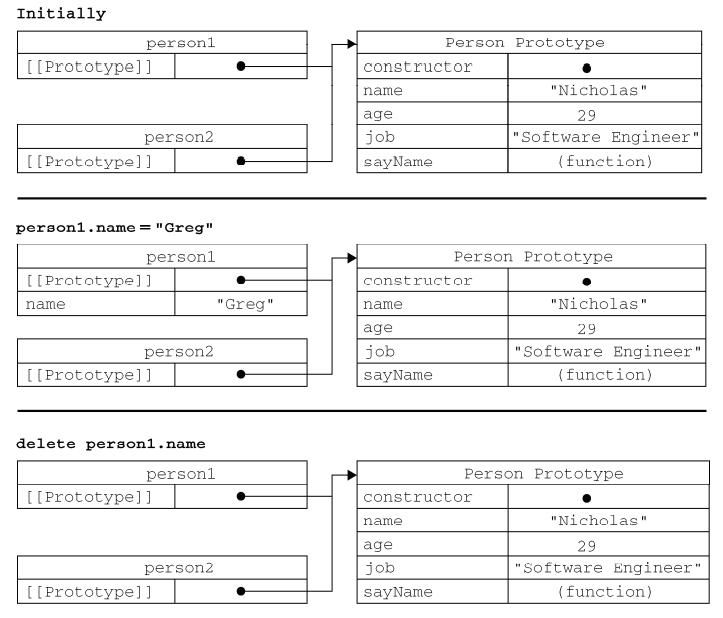 Initially
person1
[[Prototype]]
person2
[[Prototype]]
Person Prototype
constructor
name "Nicholas"
age 29
job "Software Engineer"
sayName (function)
person1.name = "Greg"
person1
[[Prototype]]
name "Greg"
person2
[[Prototype]]
Person Prototype
constructor
name "Nicholas"
age 29
job "Software Engineer"
sayName (function)
delete person1.name
person1
[[Prototype]]
person2
[[Prototype]]
Person Prototype
constructor
name "Nicholas"
age 29
job "Software Engineer"
sayName (function)